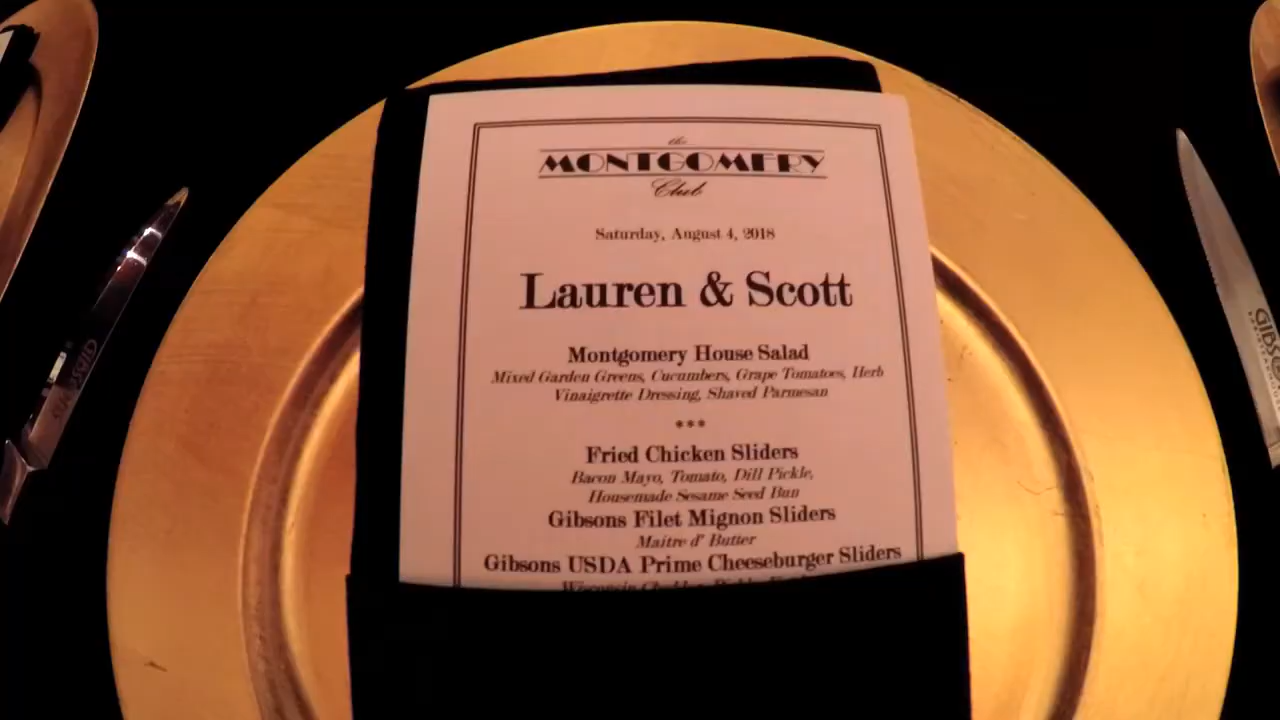 the
MONTGOMERY
Club
Saturday, August 4, 2018
Lauren & Scott
Montgomery House Salad
Mixed Garden Greens, Cucumbers, Grape Tomatoes, Herb
Vinaigrette Dressing, Shaved Parmesan
***
Fried Chicken Sliders
Bacon Mayo, Tomato, Dill Pickle,
Housemade Sesame Seed Bun
Gibsons Filet Mignon Sliders
Maitre d' Butter
Gibsons USDA Prime Cheeseburger Sliders
Wisconsin
GIBSONS